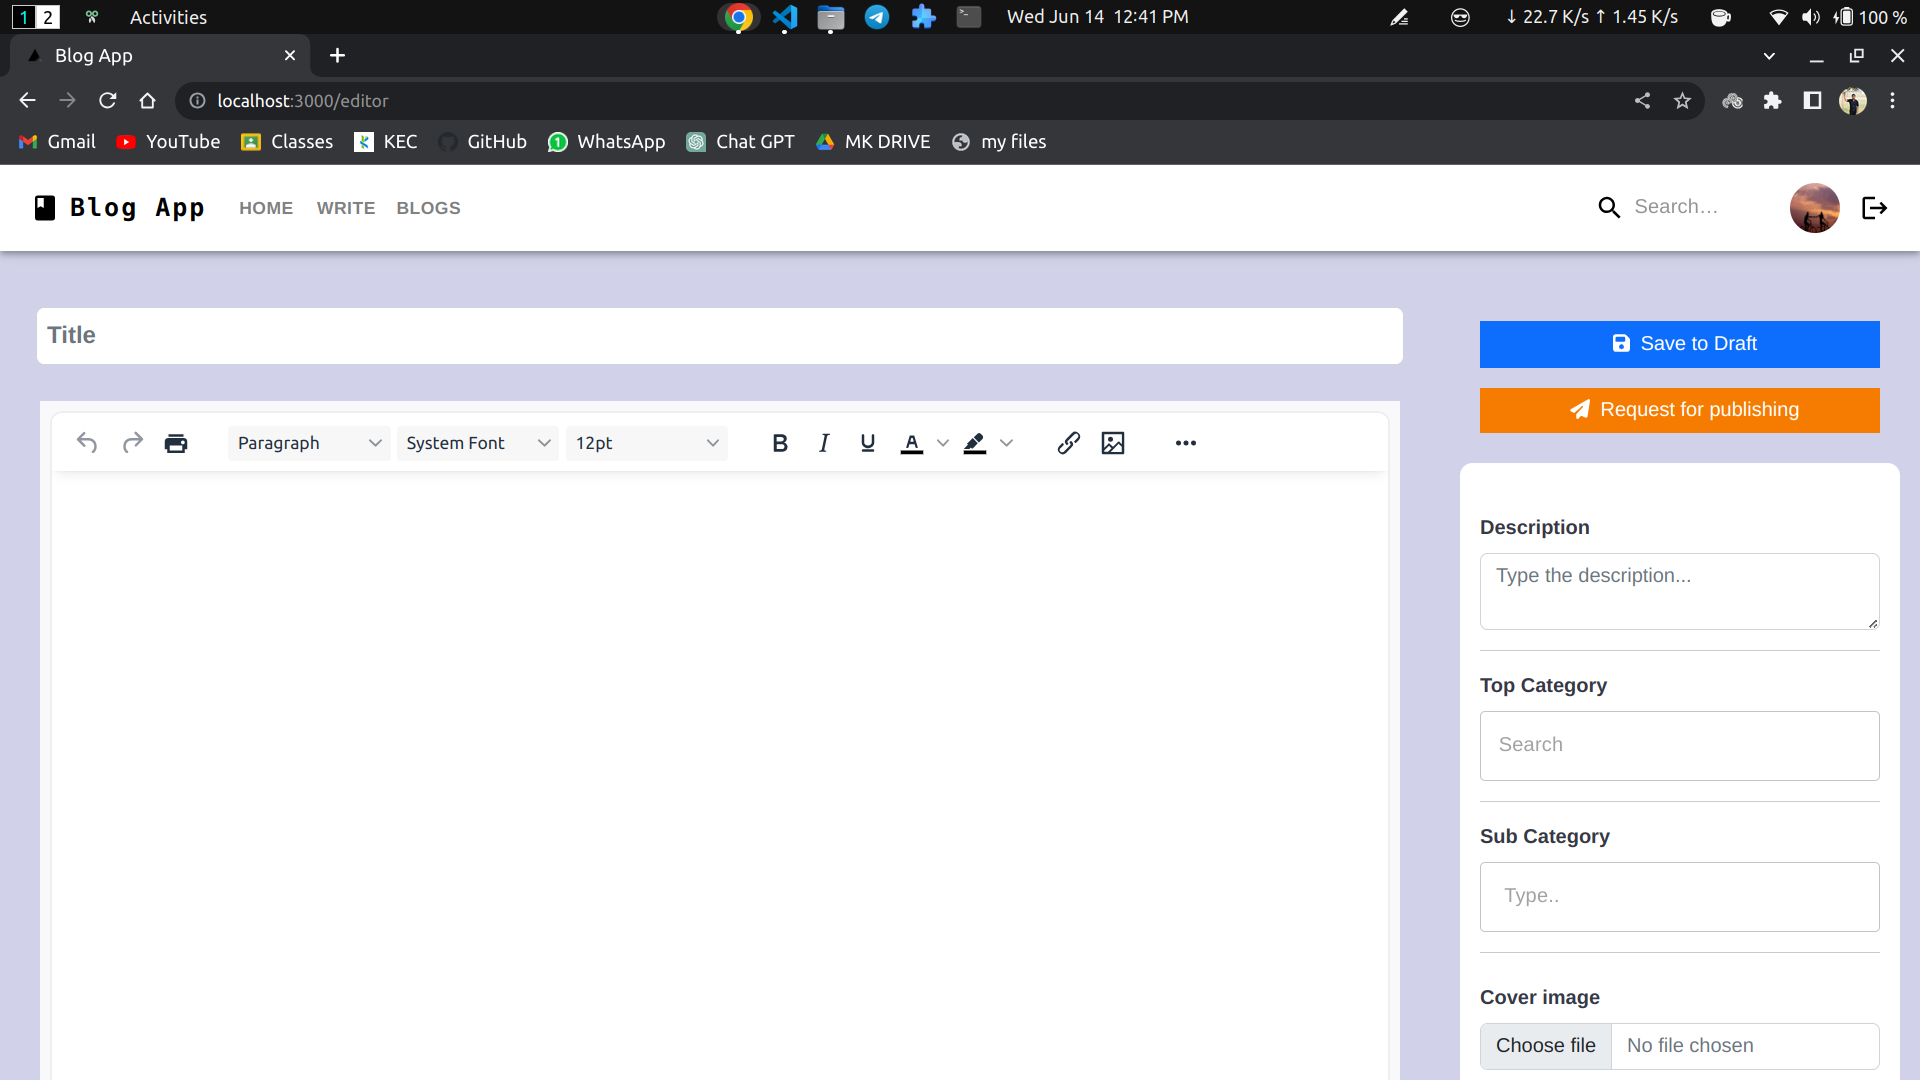 1 2 Activities Wed Jun 14 12:41 PM ↓ 22.7 K/s ↑ 1.45 K/s 100 %
Blog App
localhost:3000/editor
Gmail YouTube Classes KEC GitHub 1 WhatsApp Chat GPT MK DRIVE my files
Blog App HOME WRITE BLOGS Search...
Title
Save to Draft
Request for publishing
Paragraph System Font 12pt B I U A
Description
Type the description...
Top Category
Search
Sub Category
Type..
Cover image
Choose file No file chosen